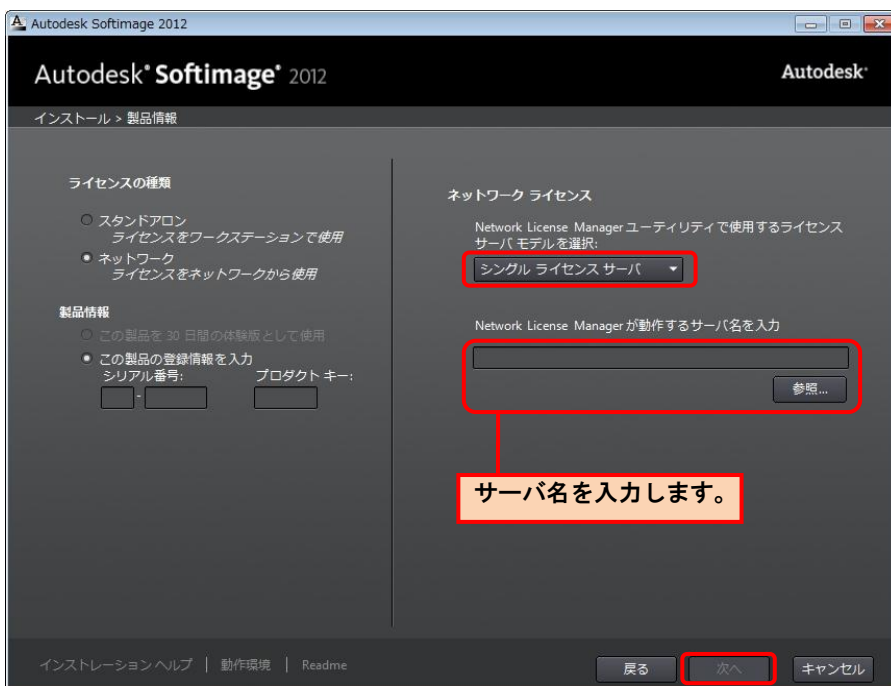 Autodesk Softimage 2012
Autodesk® Softimage® 2012
Autodesk®
インストール > 製品情報
ライセンスの種類
スタンドアロン
ライセンスをワークステーションで使用
ネットワーク
ライセンスをネットワークから使用
製品情報
この製品を 30 日間の体験版として使用
この製品の登録情報を入力
シリアル番号: プロダクト キー:
-
ネットワーク ライセンス
Network License Manager ユーティリティで使用するライセンス
サーバ モデルを選択:
シングル ライセンス サーバ
Network License Manager が動作するサーバ名を入力
参照...
サーバ名を入力します。
インストレーション ヘルプ | 動作環境 | Readme
戻る 次へ キャンセル